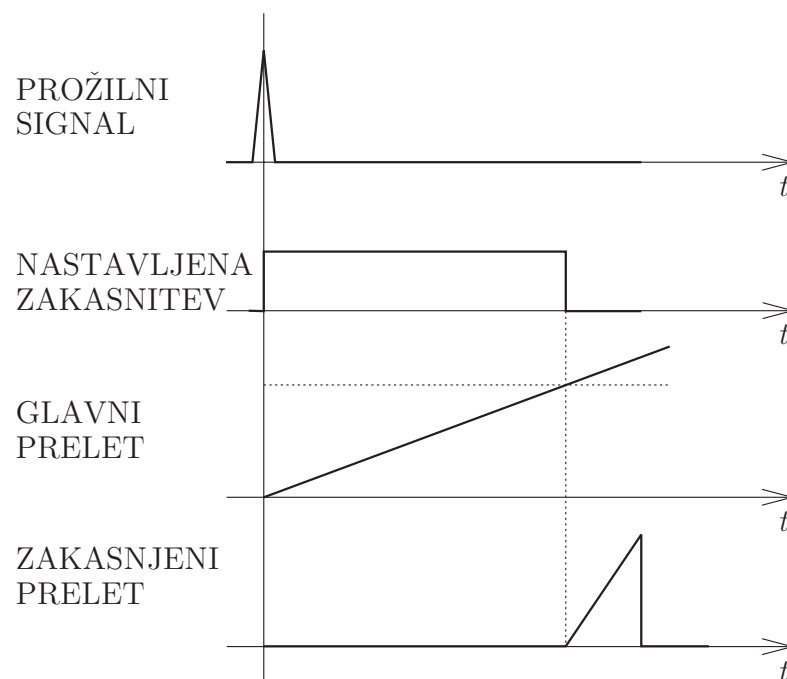 PROŽILNI
SIGNAL
t
NASTAVLJENA
ZAKASNITEV
t
GLAVNI
PRELET
t
ZAKASNJENI
PRELET
t